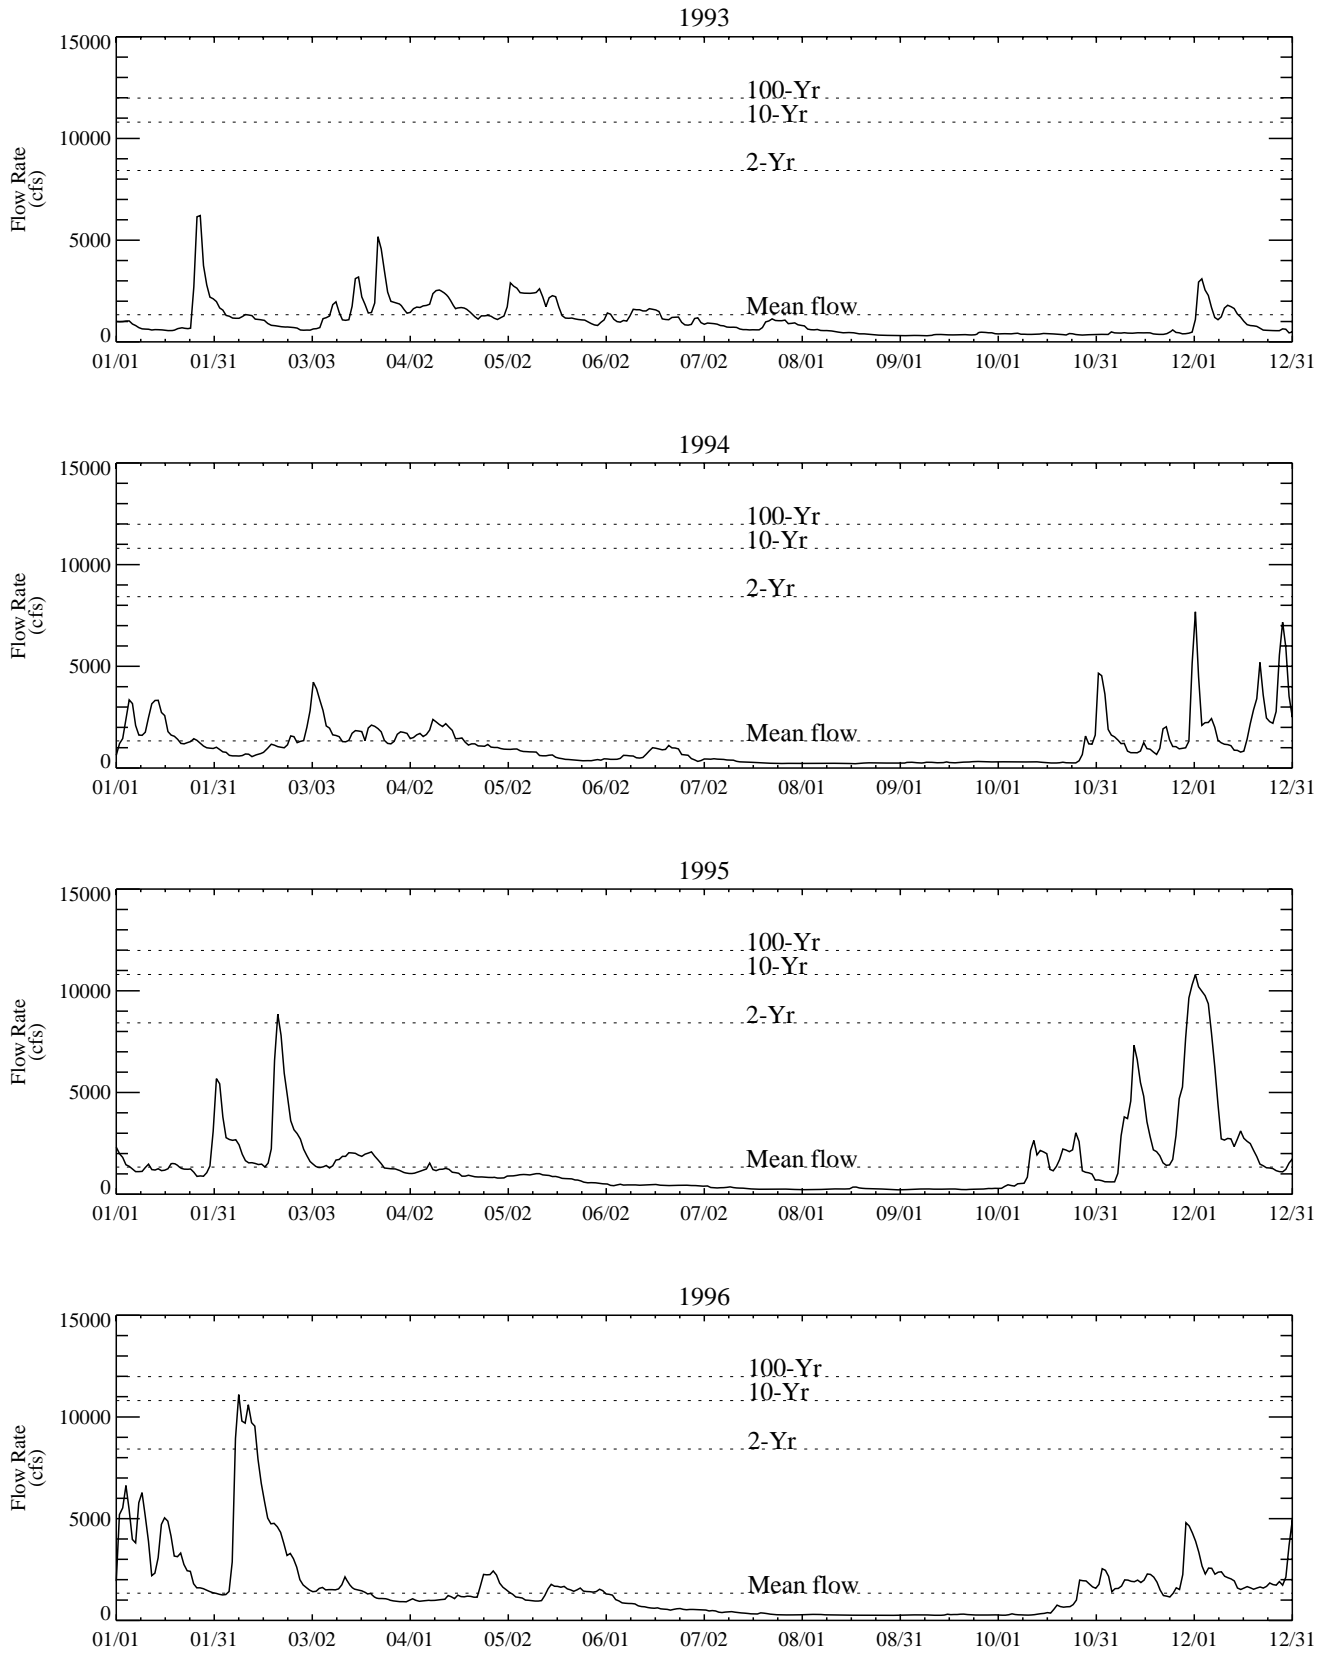 1993
15000
100-Yr
10-Yr
10000
2-Yr
Flow Rate
(cfs)
5000
Mean flow
0
01/01 01/31 03/03 04/02 05/02 06/02 07/02 08/01 09/01 10/01 10/31 12/01 12/31
1994
15000
100-Yr
10-Yr
10000
2-Yr
Flow Rate
(cfs)
5000
Mean flow
0
01/01 01/31 03/03 04/02 05/02 06/02 07/02 08/01 09/01 10/01 10/31 12/01 12/31
1995
15000
100-Yr
10-Yr
10000
2-Yr
Flow Rate
(cfs)
5000
Mean flow
0
01/01 01/31 03/03 04/02 05/02 06/02 07/02 08/01 09/01 10/01 10/31 12/01 12/31
1996
15000
100-Yr
10-Yr
10000
2-Yr
Flow Rate
(cfs)
5000
Mean flow
0
01/01 01/31 03/02 04/01 05/02 06/01 07/02 08/01 08/31 10/01 10/31 12/01 12/31